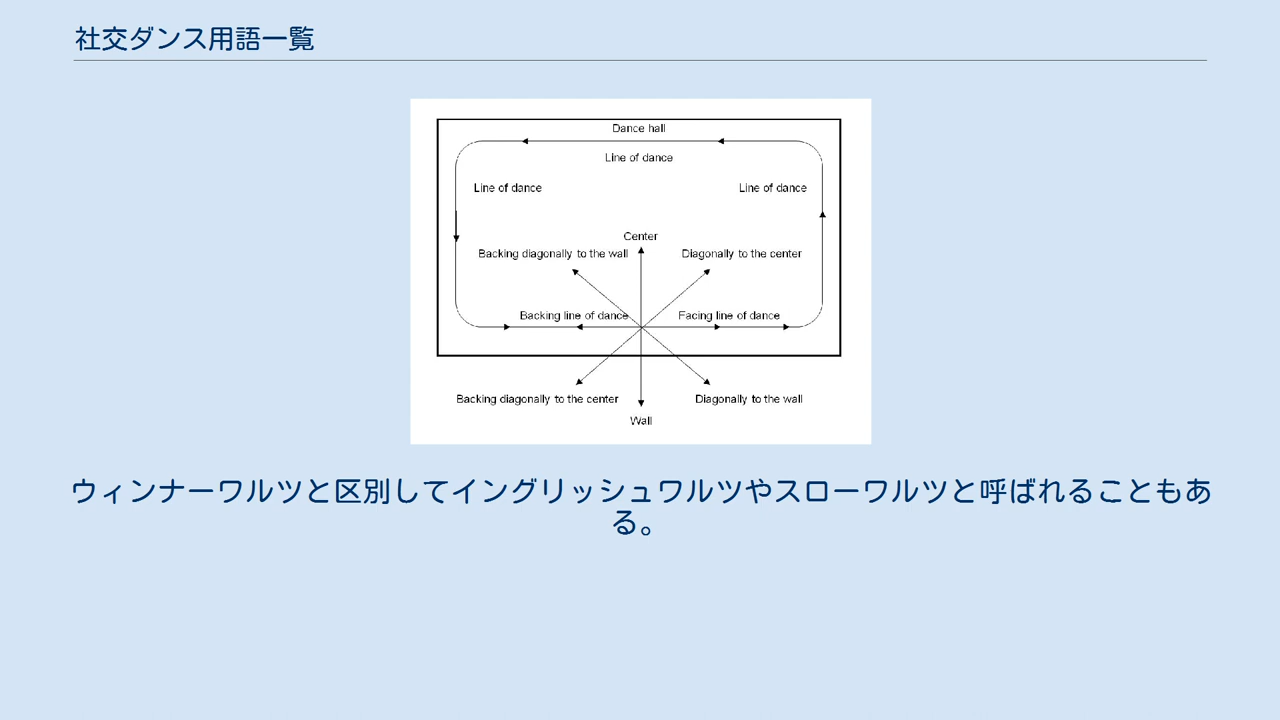 社交ダンス用語一覧
Dance hall
Line of dance
Line of dance
Line of dance
Center
Backing diagonally to the wall
Diagonally to the center
Backing line of dance
Facing line of dance
Backing diagonally to the center
Diagonally to the wall
Wall
ウィンナーワルツと区別してイングリッシュワルツやスローワルツと呼ばれることもあ
る。